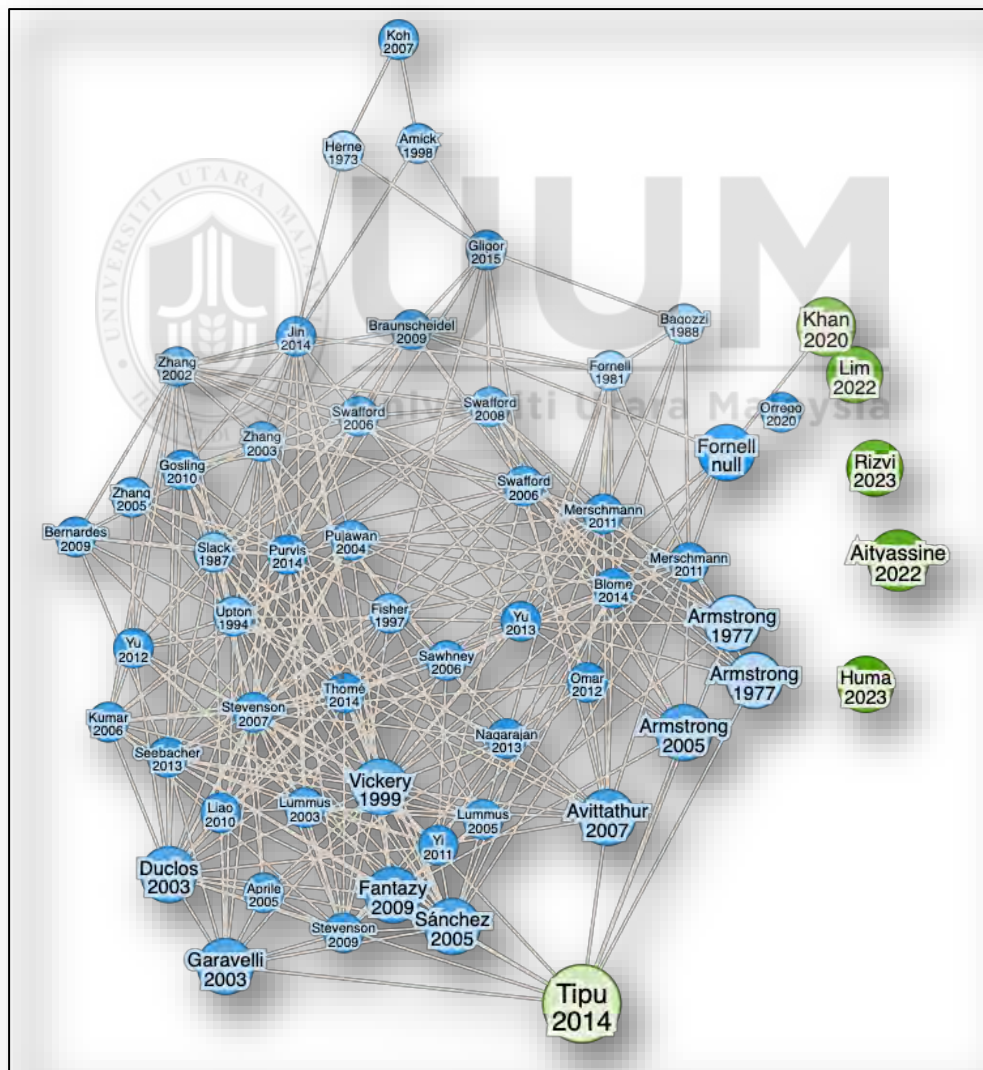 Koh
2007
Herne
1973
Amick
1998
UNIVERSITI UTARA MALAYSIA
UUM
Universiti Utara Malaysia
Gligor
2015
Jin
2014
Braunscheidel
2009
Bagozzi
1988
Khan
2020
Zhang
2002
Fornell
1981
Lim
2022
Swafford
2006
Swafford
2008
Orrego
2020
Zhang
2003
Fornell
null
Gosling
2010
Rizvi
2023
Zhang
2005
Swafford
2006
Merschmann
2011
Bernardes
2009
Slack
1987
Purvis
2014
Pujawan
2004
Merschmann
2011
Aityassine
2022
Blome
2014
Upton
1994
Fisher
1997
Yu
2013
Armstrong
1977
Yu
2012
Sawhney
2006
Thomé
2014
Omar
2012
Armstrong
1977
Huma
2023
Kumar
2006
Stevenson
2007
Nagarajan
2013
Armstrong
2005
Seebacher
2013
Vickery
1999
Liao
2010
Lummus
2003
Lummus
2005
Avittathur
2007
Yi
2011
Duclos
2003
Aprile
2005
Fantazy
2009
Sánchez
2005
Stevenson
2009
Garavelli
2003
Tipu
2014